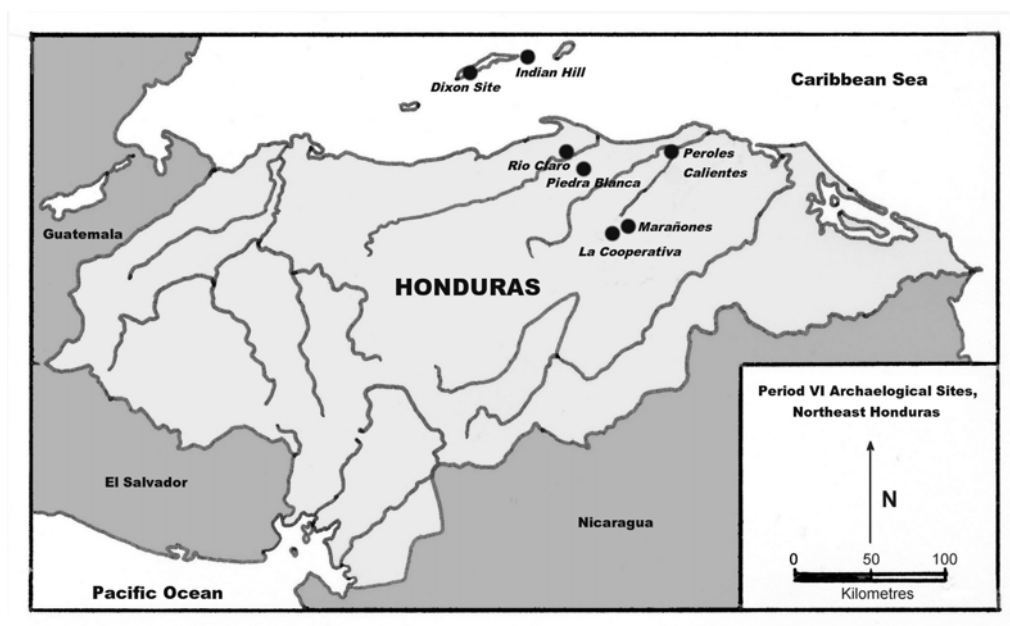 Indian Hill
Dixon Site
Caribbean Sea
Rio Claro
Piedra Blanca
Peroles
Calientes
Guatemala
Marañones
La Cooperativa
HONDURAS
Period VI Archaelogical Sites,
Northeast Honduras
El Salvador
N
Nicaragua
0 50 100
Kilometres
Pacific Ocean